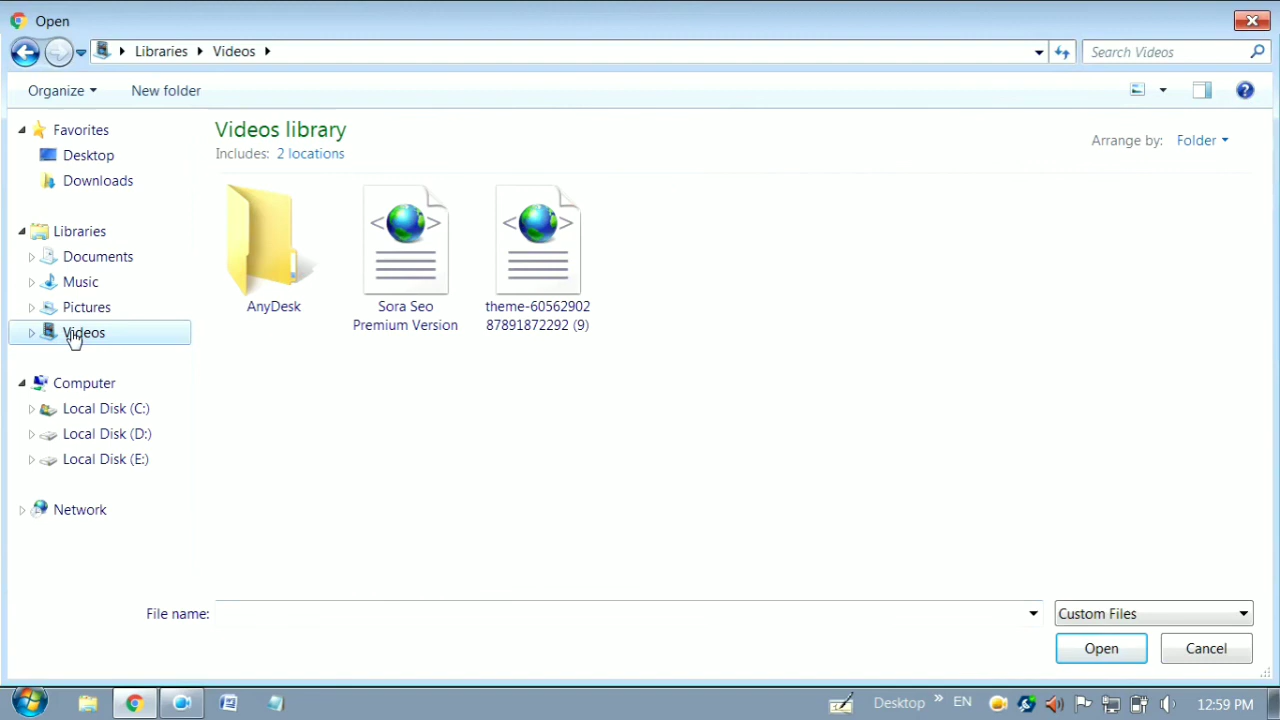 Open
Libraries Videos
Search Videos
Organize
New folder
Favorites
Desktop
Downloads
Libraries
Documents
Music
Pictures
Videos
Computer
Local Disk (C:)
Local Disk (D:)
Local Disk (E:)
Network
Videos library
Includes: 2 locations
Arrange by: Folder
AnyDesk
Sora Seo
Premium Version
theme-60562902
87891872292 (9)
File name:
Custom Files
Open
Cancel
Desktop » EN
12:59 PM